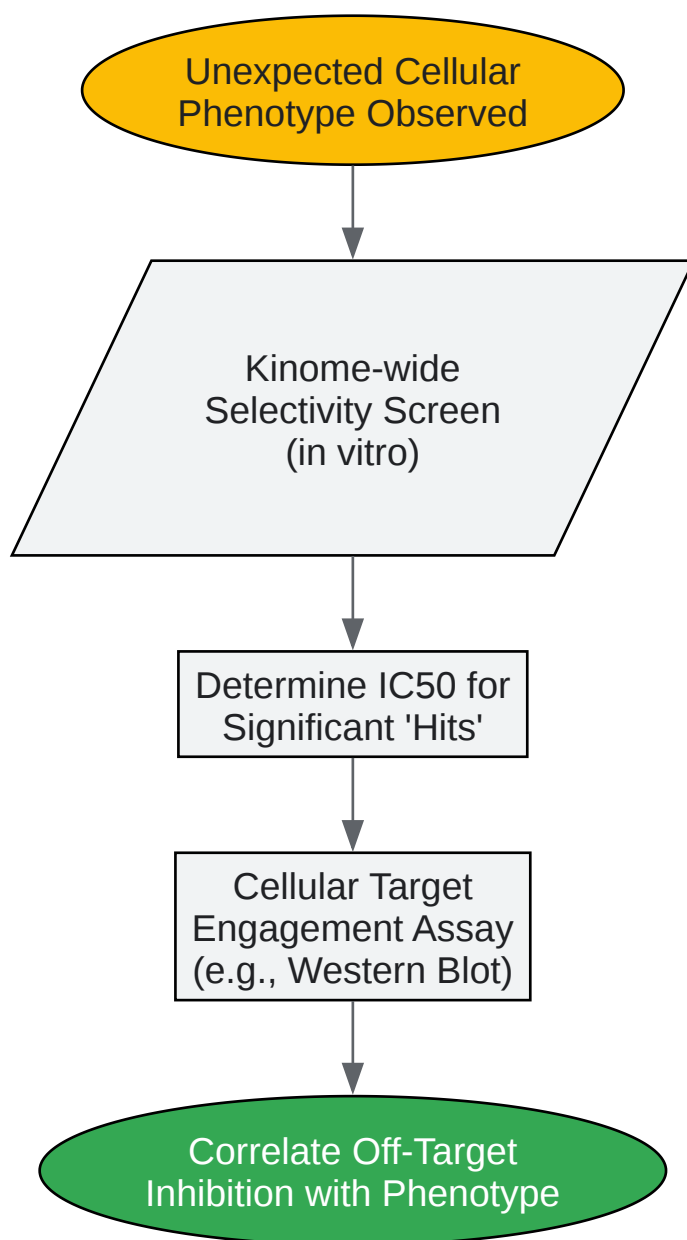 Unexpected Cellular
Phenotype Observed
Kinome-wide
Selectivity Screen
(in vitro)
Determine IC50 for
Significant 'Hits'
Cellular Target
Engagement Assay
(e.g., Western Blot)
Correlate Off-Target
Inhibition with Phenotype